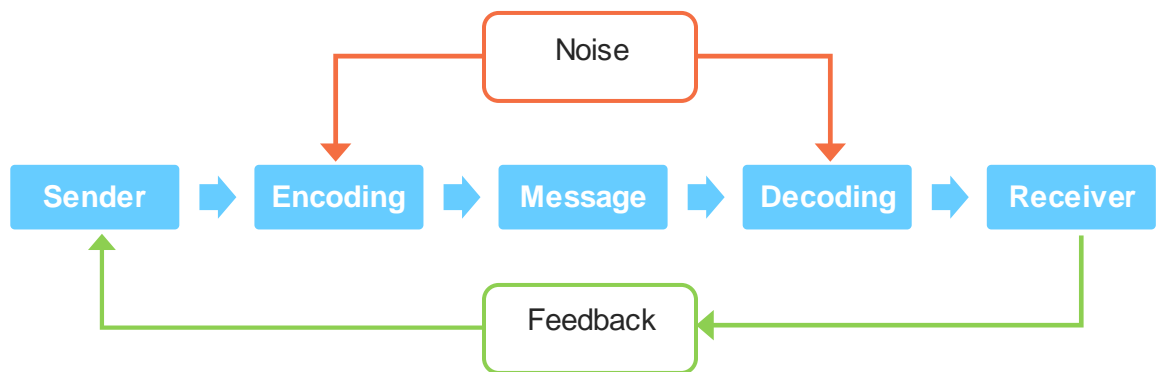 Noise
Sender
Encoding
Message
Decoding
Receiver
Feedback